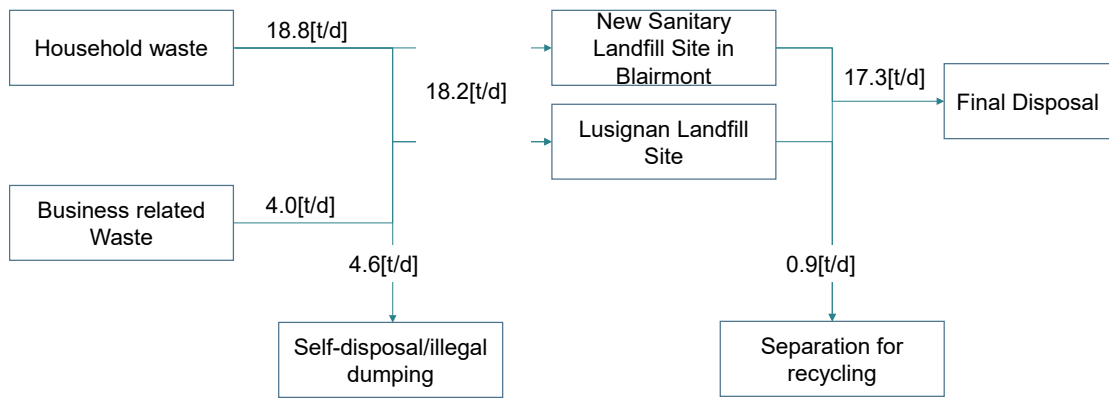 Household waste
18.8[t/d]
New Sanitary
Landfill Site in
Blairmont
17.3[t/d]
Final Disposal
18.2[t/d]
Lusignan Landfill
Site
Business related
Waste
4.0[t/d]
4.6[t/d]
0.9[t/d]
Self-disposal/illegal
dumping
Separation for
recycling